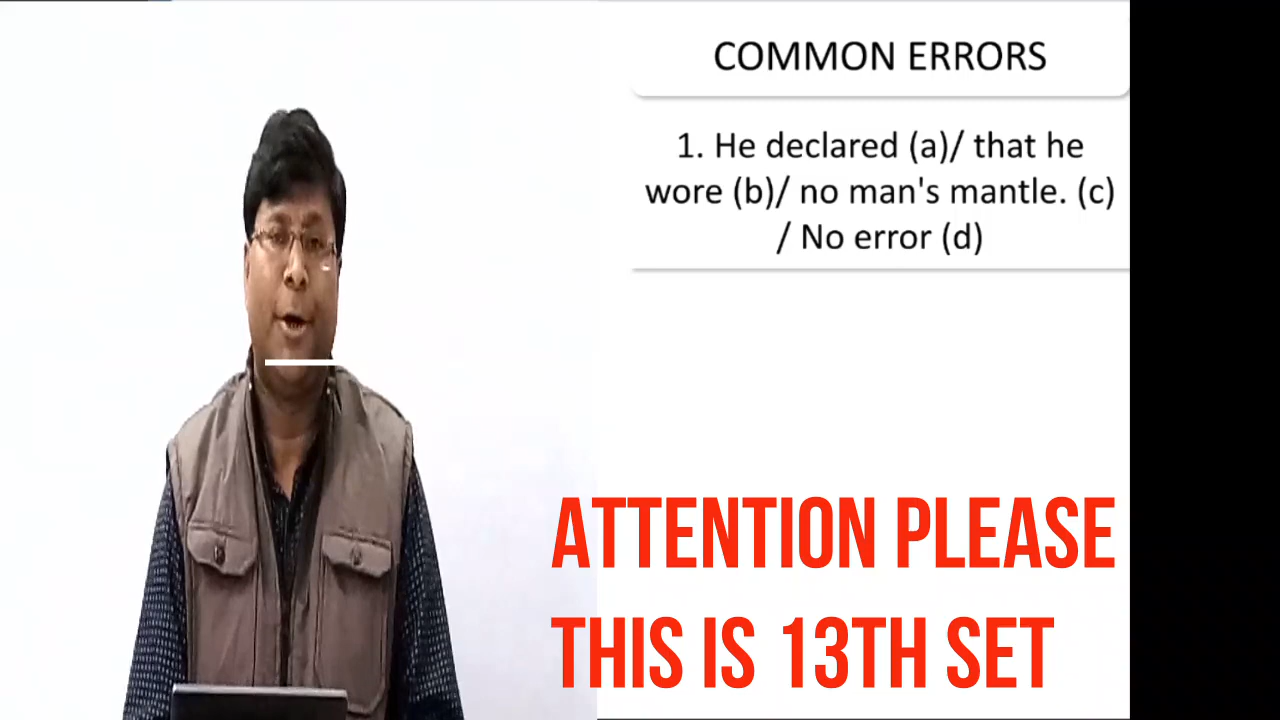 COMMON ERRORS
1. He declared (a)/ that he
wore (b)/ no man's mantle. (c)
/ No error (d)
ATTENTION PLEASE
THIS IS 13TH SET